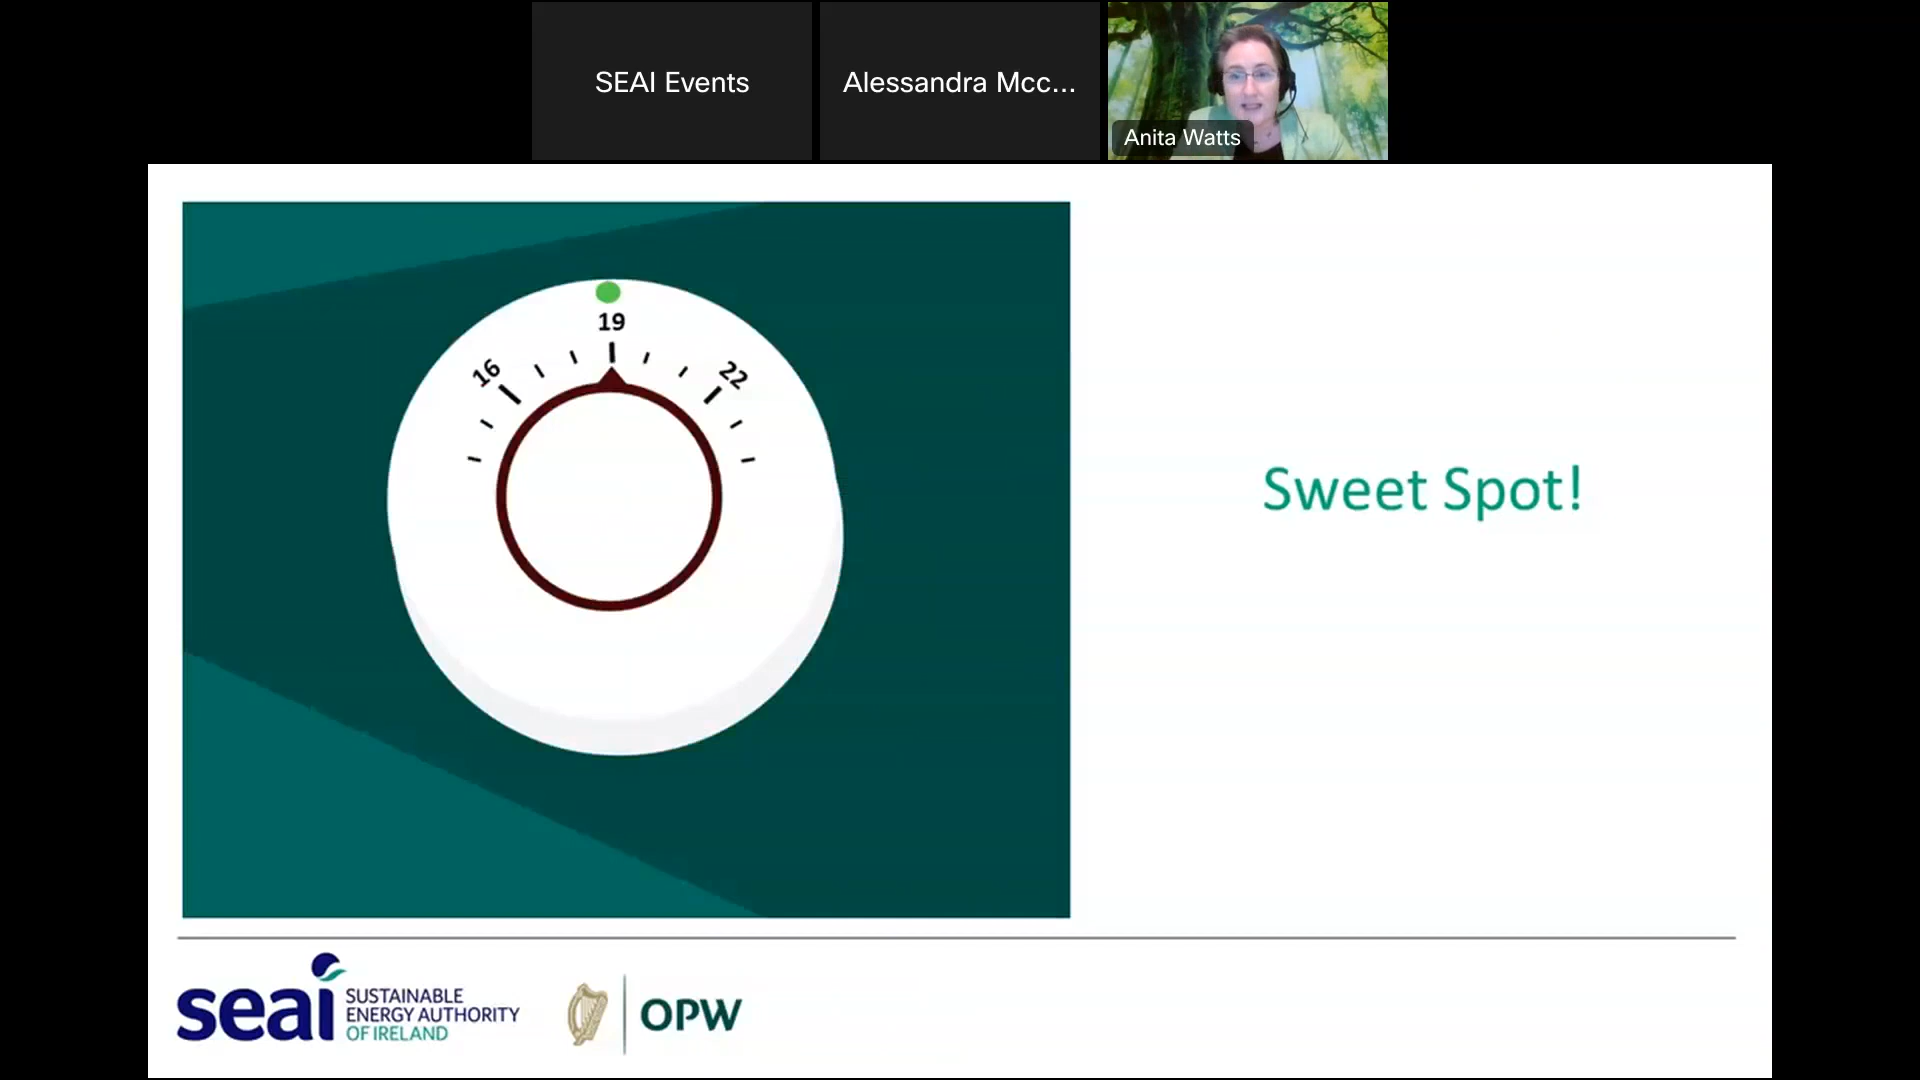 SEAI Events
Alessandra Mcc...
Anita Watts
19
16
22
Sweet Spot!
seai
SUSTAINABLE
ENERGY AUTHORITY
OF IRELAND
OPW